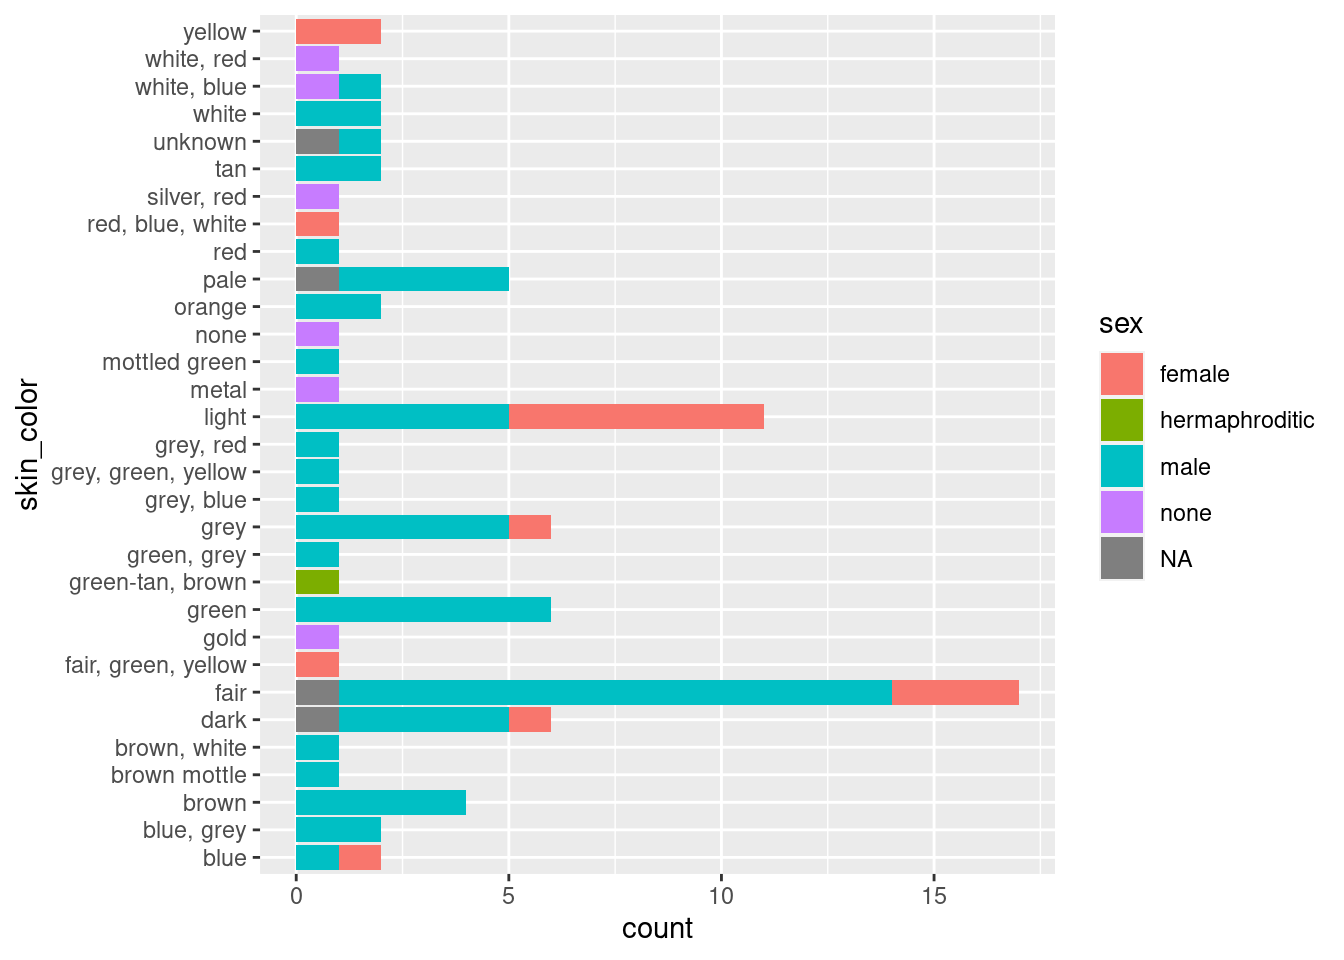 yellow
white, red
white, blue
white
unknown
tan
silver, red
red, blue, white
red
pale
orange
none
mottled green
metal
light
grey, red
grey, green, yellow
grey, blue
grey
green, grey
green-tan, brown
green
gold
fair, green, yellow
fair
dark
brown, white
brown mottle
brown
blue, grey
blue
skin_color
0 5 10 15
count
sex
female
hermaphroditic
male
none
NA